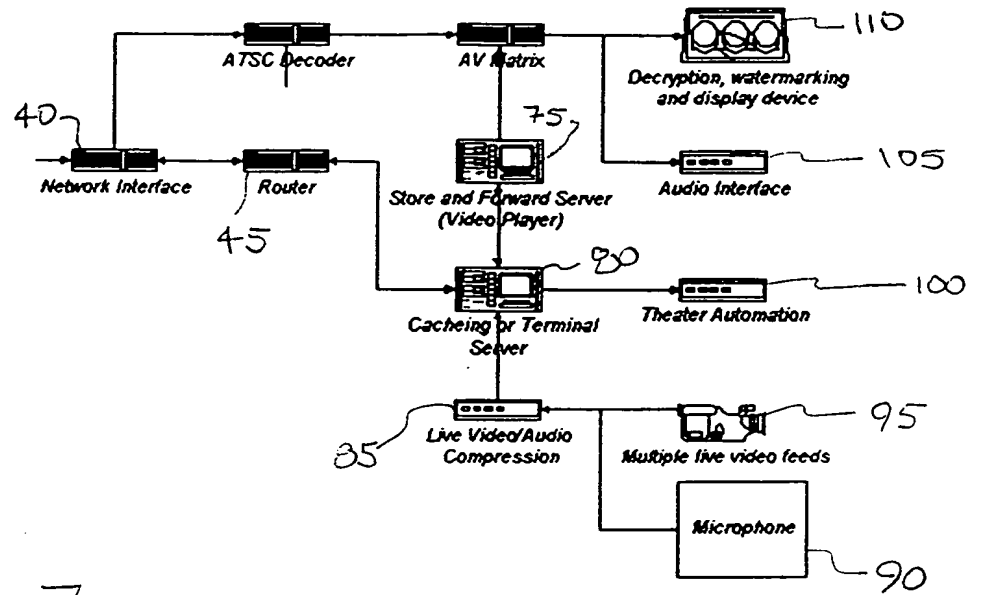 110
ATSC Decoder
AV Matrix
Decryption, watermarking
and display device
40
75
105
Network Interface
Router
Audio Interface
Store and Forward Server
(Video Player)
45
80
100
Cacheing or Terminal
Server
Theater Automation
95
85
Live Video/Audio
Compression
Multiple live video feeds
Microphone
90